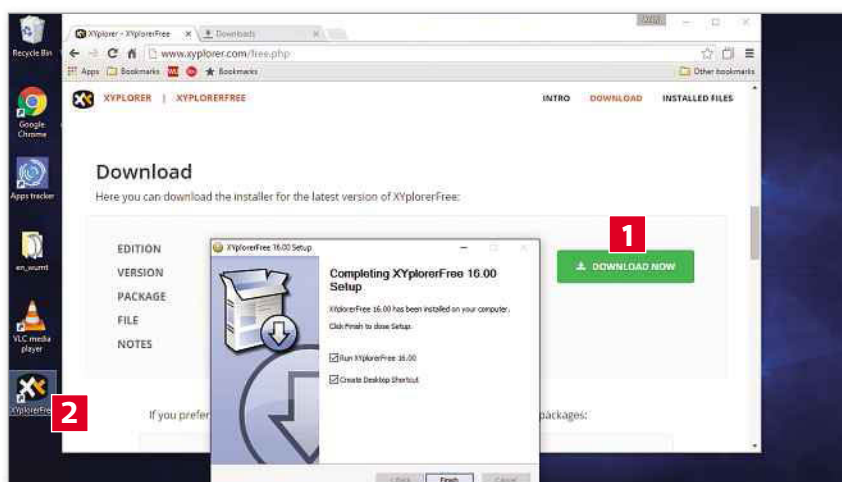 Recycle Bin
Google Chrome
Apps tracker
en_wurnt
VLC media player
XYplorerFree
2
XYplorer - XYplorerFree
Downloads
www.xyplorer.com/free.php
Apps
Bookmarks
Bookmarks
Other bookmarks
XYPLORER | XYPLORERFREE
INTRO
DOWNLOAD
INSTALLED FILES
Download
Here you can download the installer for the latest version of XYplorerFree:
EDITION
VERSION
PACKAGE
FILE
NOTES
1
DOWNLOAD NOW
If you prefer
packages:
XYplorerFree 16.00 Setup
Completing XYplorerFree 16.00
Setup
XYplorerFree 16.00 has been installed on your computer.
Click Finish to close Setup.
Run XYplorerFree 16.00
Create Desktop Shortcut
< Back
Finish
Cancel